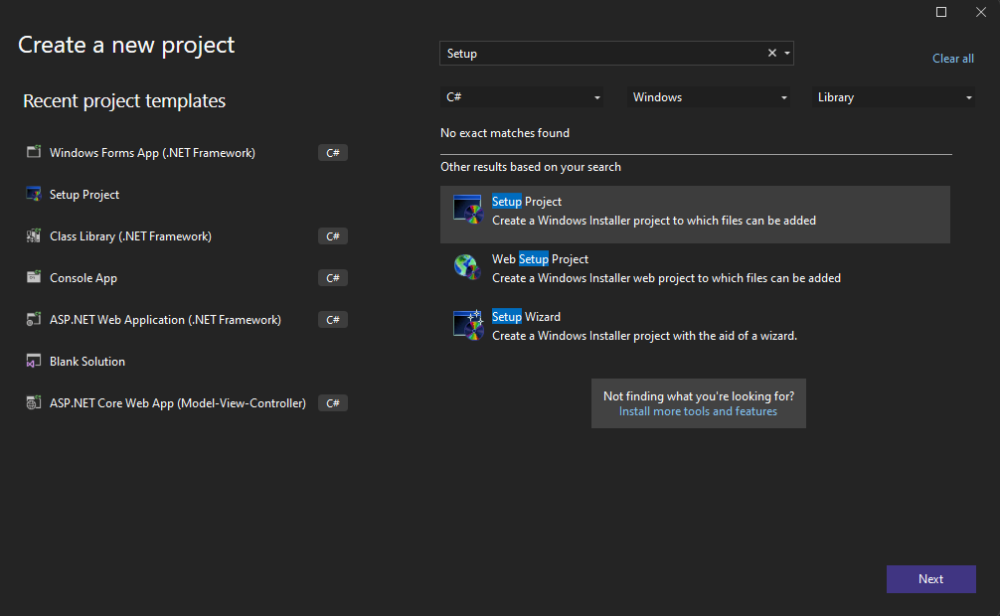 Create a new project
Recent project templates
Windows Forms App (.NET Framework) C#
Setup Project
Class Library (.NET Framework) C#
Console App C#
ASP.NET Web Application (.NET Framework) C#
Blank Solution
ASP.NET Core Web App (Model-View-Controller) C#
Setup
Clear all
C# Windows Library
No exact matches found
Other results based on your search
Setup Project
Create a Windows Installer project to which files can be added
Web Setup Project
Create a Windows Installer web project to which files can be added
Setup Wizard
Create a Windows Installer project with the aid of a wizard.
Not finding what you're looking for?
Install more tools and features
Next